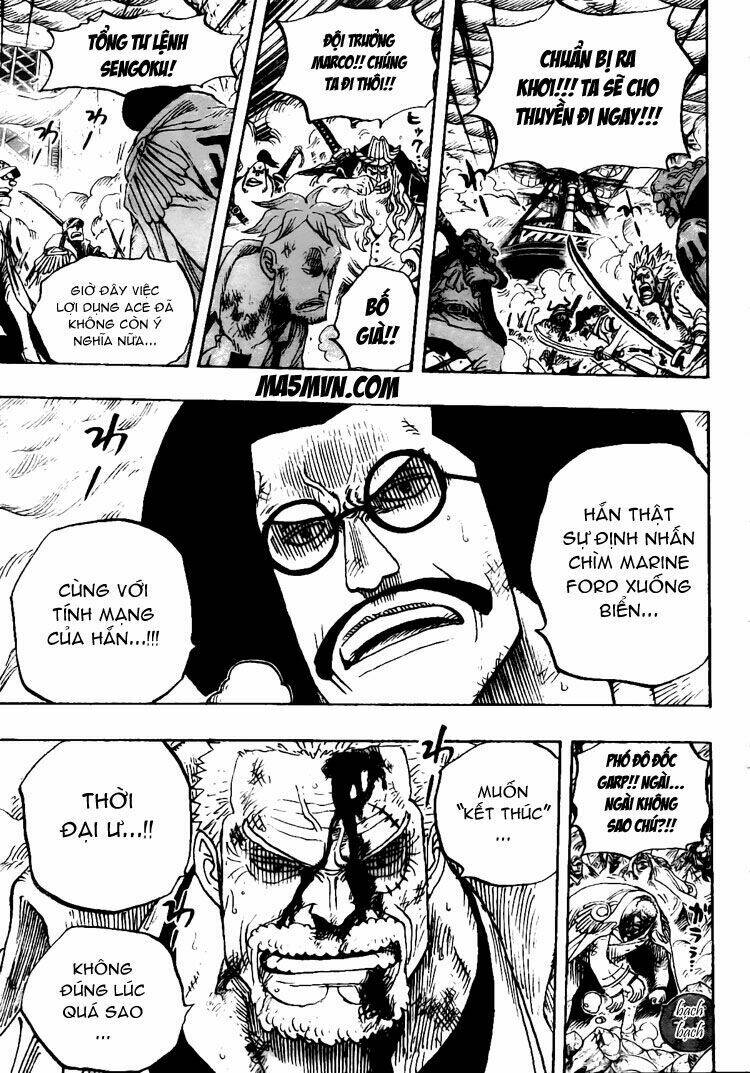 CHUẨN BỊ RA
KHƠI!!! TA SẼ CHO
THUYỀN ĐI NGAY!!!
ĐỘI TRƯỞNG
MARCO!! CHÚNG
TA ĐI THÔI!!
BỐ
GIÀ!!
TỔNG TƯ LỆNH
SENGOKU!
GIỜ ĐÂY VIỆC
LỢI DỤNG ACE ĐÃ
KHÔNG CÒN Ý
NGHĨA NỮA...
MA5MVN.COM
HẮN THẬT
SỰ ĐỊNH NHẤN
CHÌM MARINE
FORD XUỐNG
BIỂN...
CÙNG VỚI
TÍNH MẠNG
CỦA HẮN...!!!
PHÓ ĐÔ ĐỐC
GARP!! NGÀI...
NGÀI KHÔNG
SAO CHỨ?!!
bạch
bạch
MUỐN
"KẾT THÚC"
...
THỜI
ĐẠI Ư...!!
KHÔNG
ĐÚNG LÚC
QUÁ SAO
...